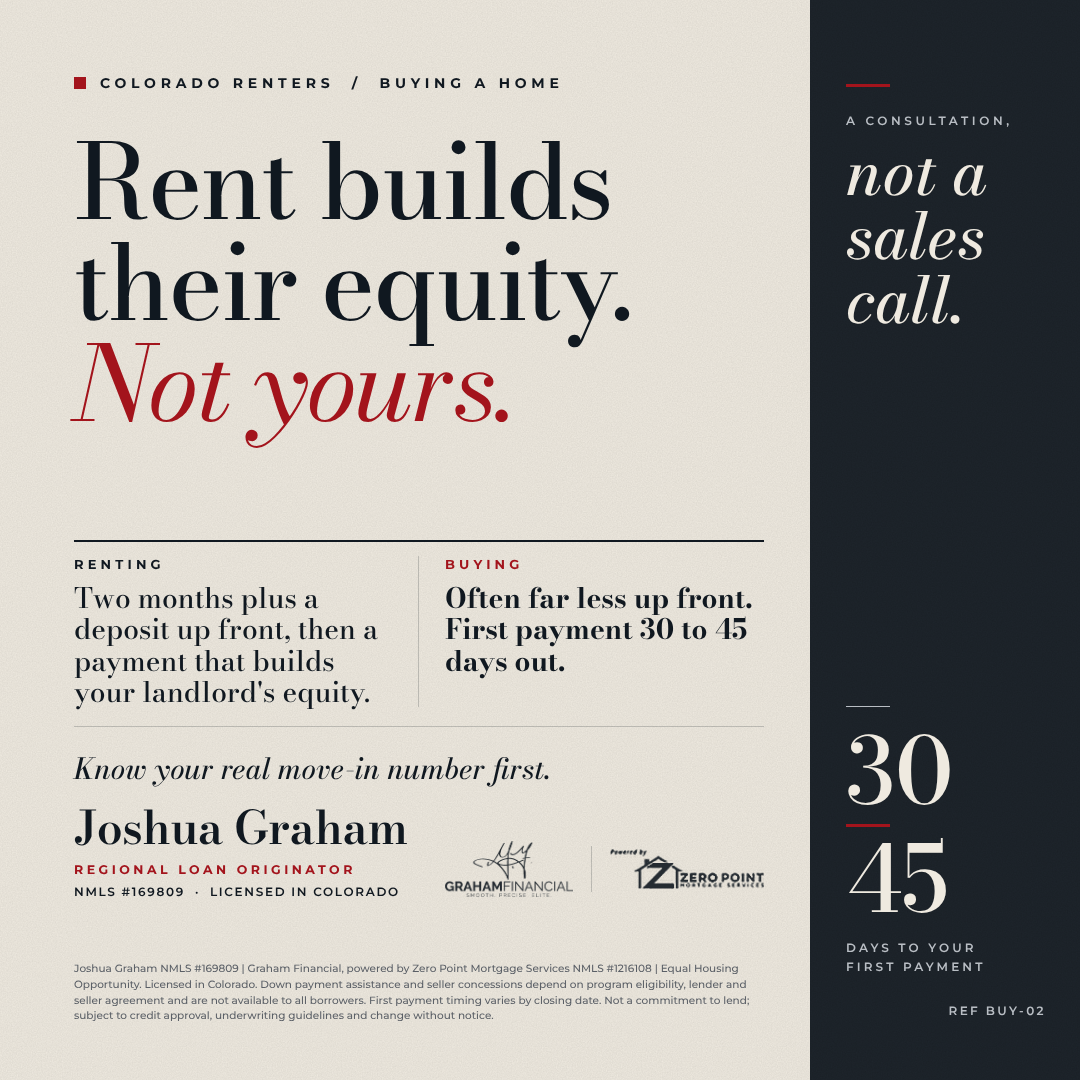 COLORADO RENTERS / BUYING A HOME
Rent builds
their equity.
Not yours.
RENTING
Two months plus a
deposit up front, then a
payment that builds
your landlord's equity.
BUYING
Often far less up front.
First payment 30 to 45
days out.
Know your real move-in number first.
Joshua Graham
REGIONAL LOAN ORIGINATOR
NMLS #169809 · LICENSED IN COLORADO
GRAHAMFINANCIAL
SMOOTH. PRECISE. ELITE.
Powered by
ZERO POINT
MORTGAGE SERVICES
Joshua Graham NMLS #169809 | Graham Financial, powered by Zero Point Mortgage Services NMLS #1216108 | Equal Housing
Opportunity. Licensed in Colorado. Down payment assistance and seller concessions depend on program eligibility, lender and
seller agreement and are not available to all borrowers. First payment timing varies by closing date. Not a commitment to lend;
subject to credit approval, underwriting guidelines and change without notice.
A CONSULTATION,
not a
sales
call.
30
45
DAYS TO YOUR
FIRST PAYMENT
REF BUY-02